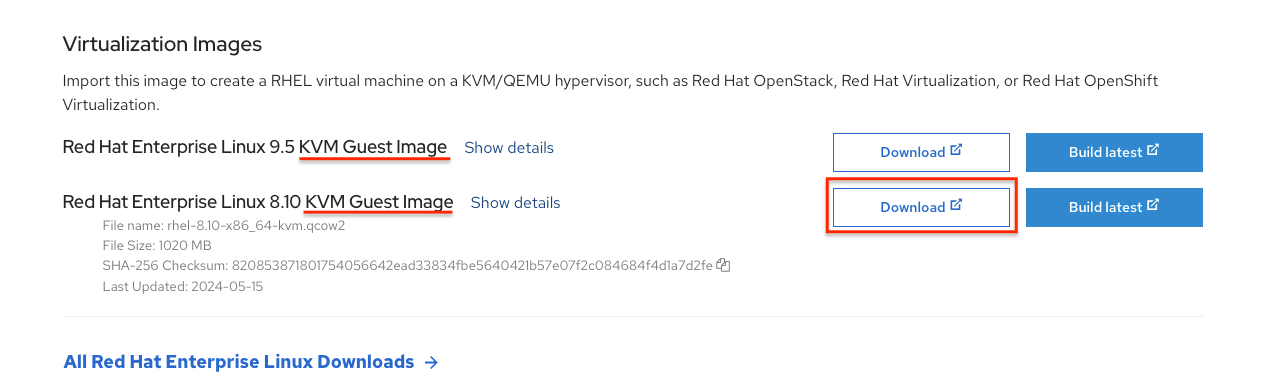 Virtualization Images
Import this image to create a RHEL virtual machine on a KVM/QEMU hypervisor, such as Red Hat OpenStack, Red Hat Virtualization, or Red Hat OpenShift
Virtualization.
Red Hat Enterprise Linux 9.5 KVM Guest Image Show details Download Build latest
Red Hat Enterprise Linux 8.10 KVM Guest Image Show details Download Build latest
File name: rhel-8.10-x86_64-kvm.qcow2
File Size: 1020 MB
SHA-256 Checksum: 820853871801754056642ead33834fbe5640421b57e07f2c084684f4d1a7d2fe
Last Updated: 2024-05-15
All Red Hat Enterprise Linux Downloads →